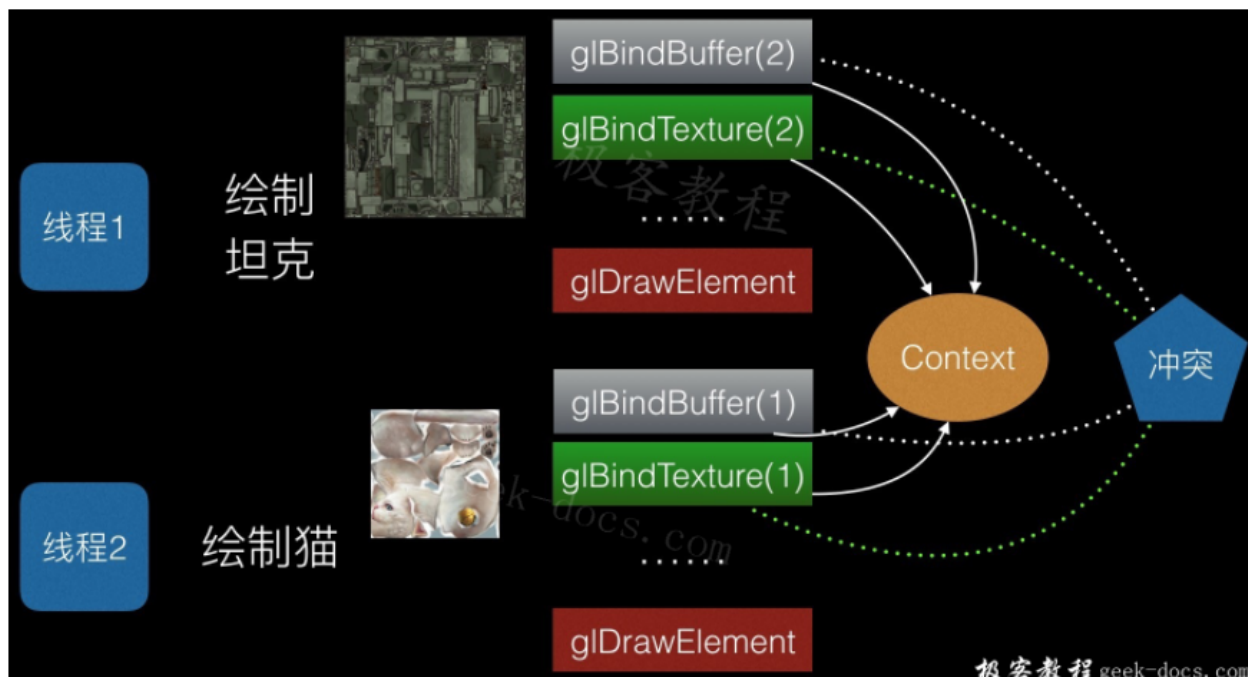 glBindBuffer(2)
glBindTexture(2)
极客教程
线程1
绘制
坦克
......
glDrawElement
Context
冲突
glBindBuffer(1)
glBindTexture(1)
geek-docs.com
线程2
绘制猫
......
glDrawElement
极客教程 geek-docs.com